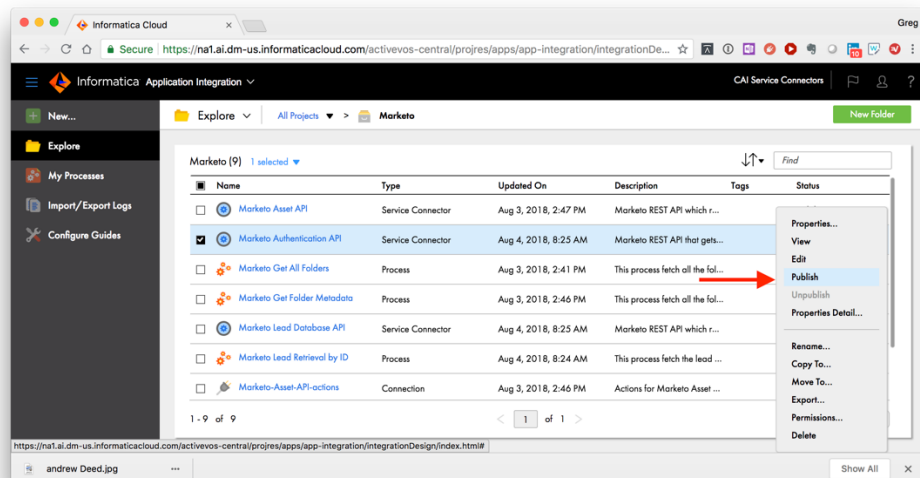 Informatica Cloud
Greg
Secure https://na1.ai.dm-us.informaticacloud.com/activevos-central/projres/apps/app-integration/integrationDe...
10
Informatica Application Integration
CAI Service Connectors
?
New...
Explore All Projects > Marketo
New Folder
Explore
My Processes
Import/Export Logs
Configure Guides
Marketo (9) 1 selected
Find
Name Type Updated On Description Tags Status
Marketo Asset API Service Connector Aug 3, 2018, 2:47 PM Marketo REST API which r...
Marketo Authentication API Service Connector Aug 4, 2018, 8:25 AM Marketo REST API that gets...
Marketo Get All Folders Process Aug 3, 2018, 2:41 PM This process fetch all the fol...
Marketo Get Folder Metadata Process Aug 3, 2018, 2:46 PM This process fetch all the fol...
Marketo Lead Database API Service Connector Aug 4, 2018, 8:25 AM Marketo REST API which r...
Marketo Lead Retrieval by ID Process Aug 4, 2018, 8:24 AM This process fetch the lead ...
Marketo-Asset-API-actions Connection Aug 3, 2018, 2:46 PM Actions for Marketo Asset ...
1 - 9 of 9
< 1 of 1 >
Properties...
View
Edit
Publish
Unpublish
Properties Detail...
Rename...
Copy To...
Move To...
Export...
Permissions...
Delete
https://na1.ai.dm-us.informaticacloud.com/activevos-central/projres/apps/app-integration/integrationDesign/index.html#
andrew Deed.jpg
Show All